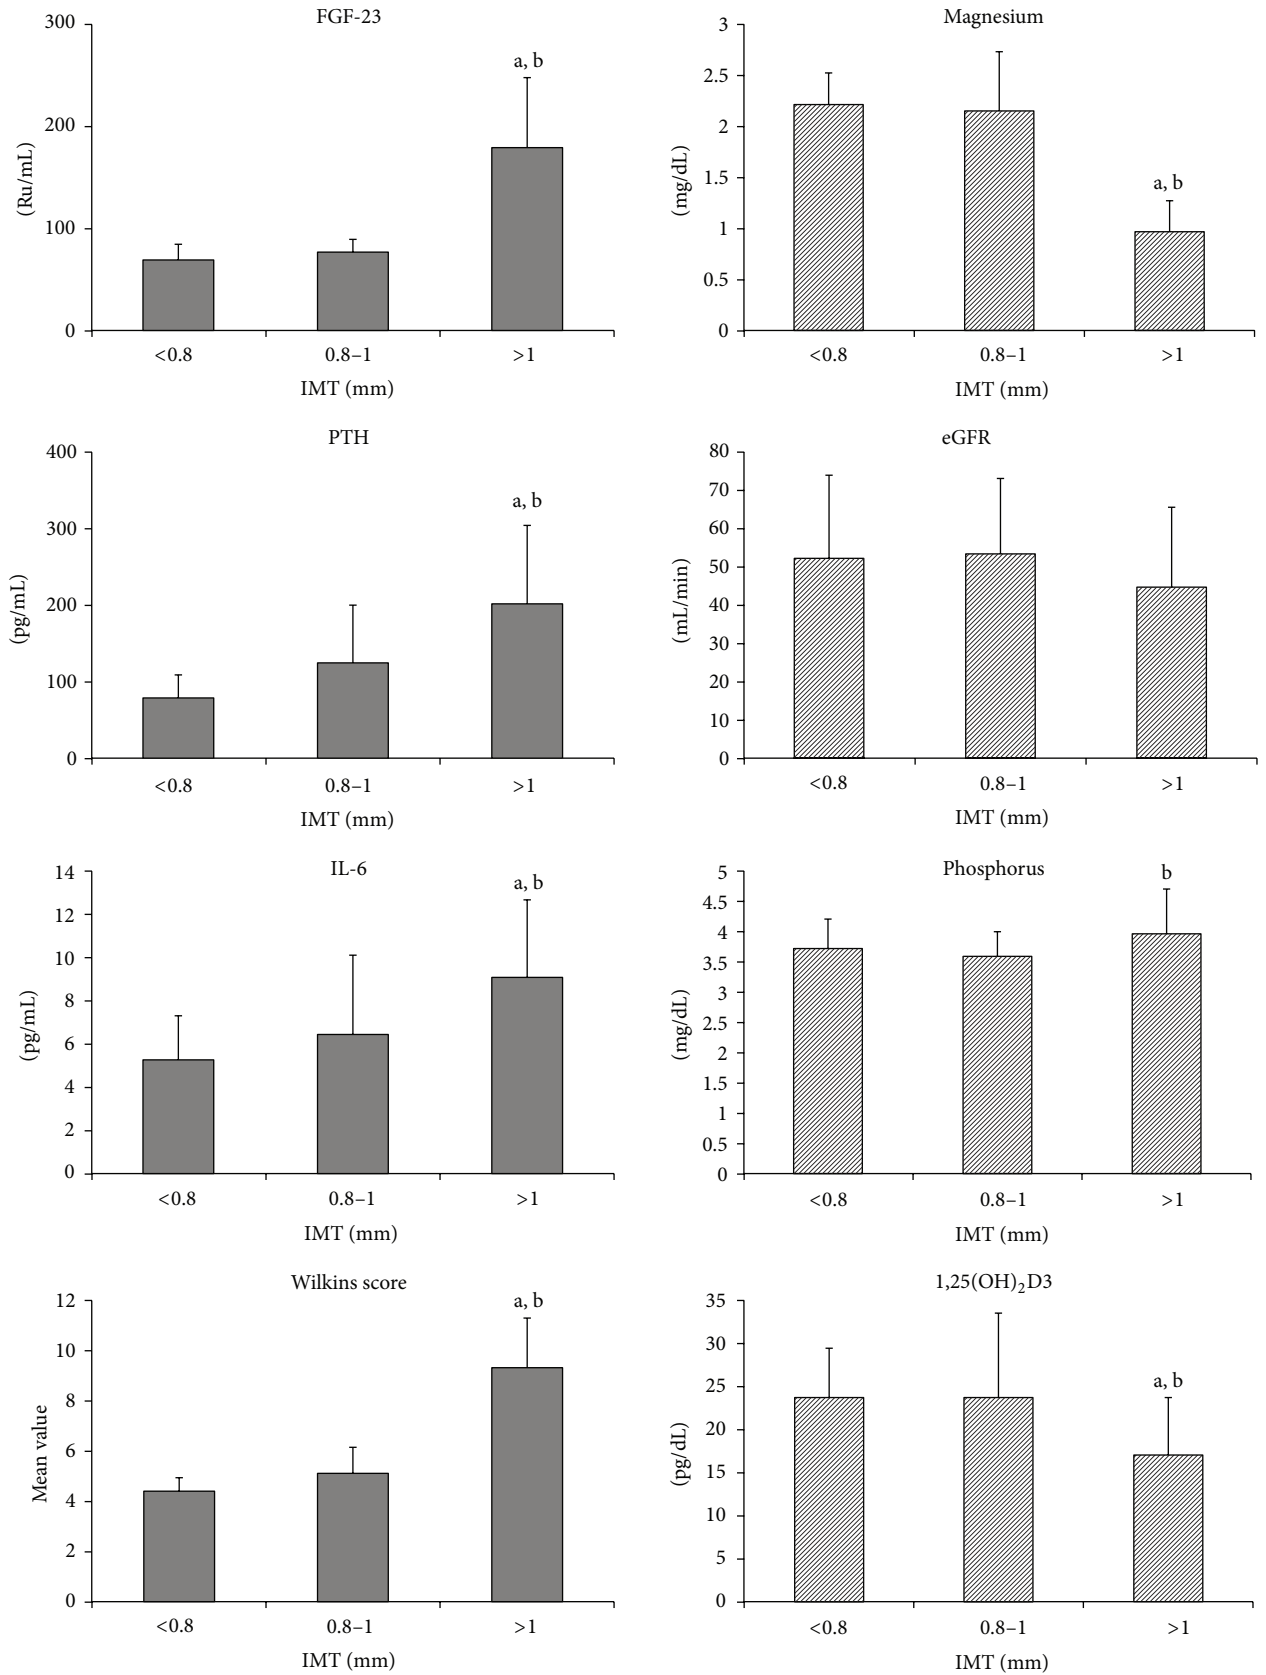 FGF-23
300
200
100
0
(Ru/mL)
a, b
<0.8
0.8–1
>1
IMT (mm)
Magnesium
3
2.5
2
1.5
1
0.5
0
(mg/dL)
a, b
<0.8
0.8–1
>1
IMT (mm)
PTH
400
300
200
100
0
(pg/mL)
a, b
<0.8
0.8–1
>1
IMT (mm)
eGFR
80
70
60
50
40
30
20
10
0
(mL/min)
<0.8
0.8–1
>1
IMT (mm)
IL-6
14
12
10
8
6
4
2
0
(pg/mL)
a, b
<0.8
0.8–1
>1
IMT (mm)
Phosphorus
5
4.5
4
3.5
3
2.5
2
1.5
1
0.5
0
(mg/dL)
b
<0.8
0.8–1
>1
IMT (mm)
Wilkins score
12
10
8
6
4
2
0
Mean value
a, b
<0.8
0.8–1
>1
IMT (mm)
1,25(OH)₂D3
35
30
25
20
15
10
5
0
(pg/dL)
a, b
<0.8
0.8–1
>1
IMT (mm)